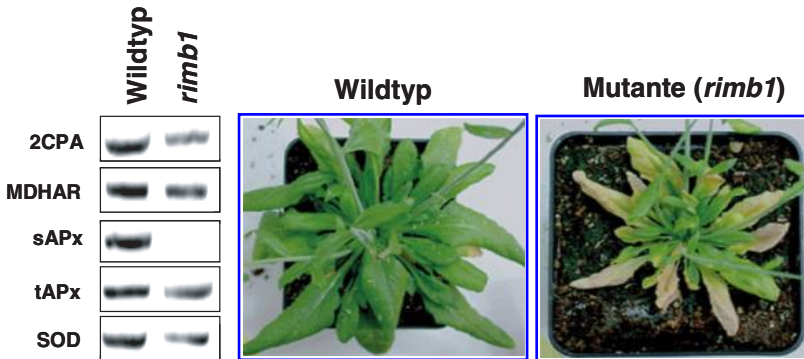 Wildtyp
rimb1
Wildtyp
Mutante (rimb1)
2CPA
MDHAR
sAPx
tAPx
SOD